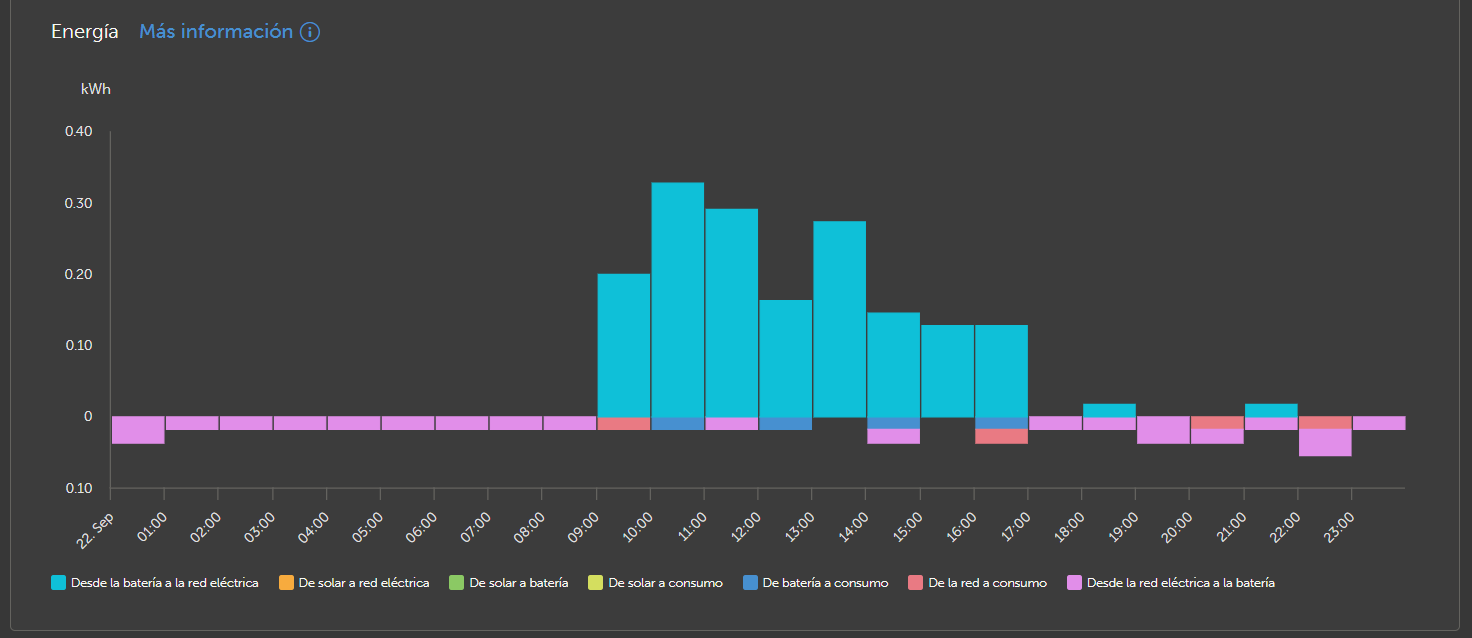 Energía Más información
kWh
0.40
0.30
0.20
0.10
0
0.10
22. Sep 01:00 02:00 03:00 04:00 05:00 06:00 07:00 08:00 09:00 10:00 11:00 12:00 13:00 14:00 15:00 16:00 17:00 18:00 19:00 20:00 21:00 22:00 23:00
Desde la batería a la red eléctrica De solar a red eléctrica De solar a batería De solar a consumo De batería a consumo De la red a consumo Desde la red eléctrica a la batería